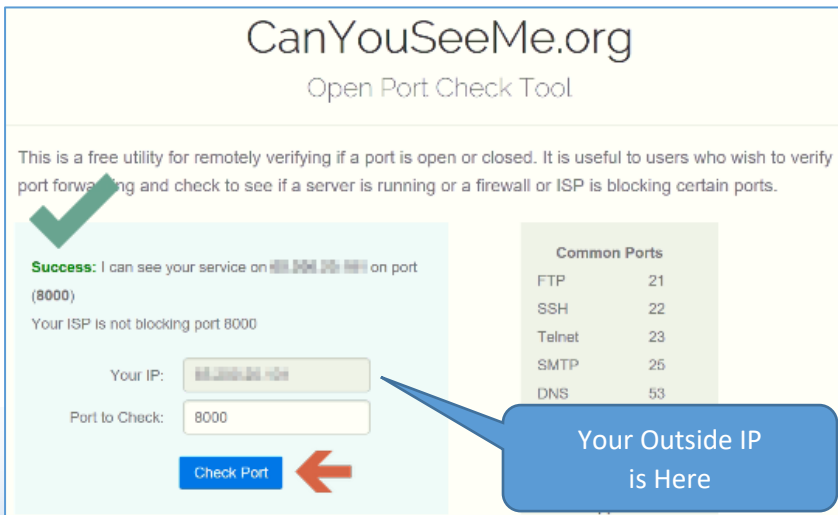 CanYouSeeMe.org
Open Port Check Tool
This is a free utility for remotely verifying if a port is open or closed. It is useful to users who wish to verify
port forwarding and check to see if a server is running or a firewall or ISP is blocking certain ports.
Success: I can see your service on on port
(8000)
Your ISP is not blocking port 8000
Your IP:
Port to Check: 8000
Check Port
Common Ports
FTP 21
SSH 22
Telnet 23
SMTP 25
DNS 53
Your Outside IP
is Here